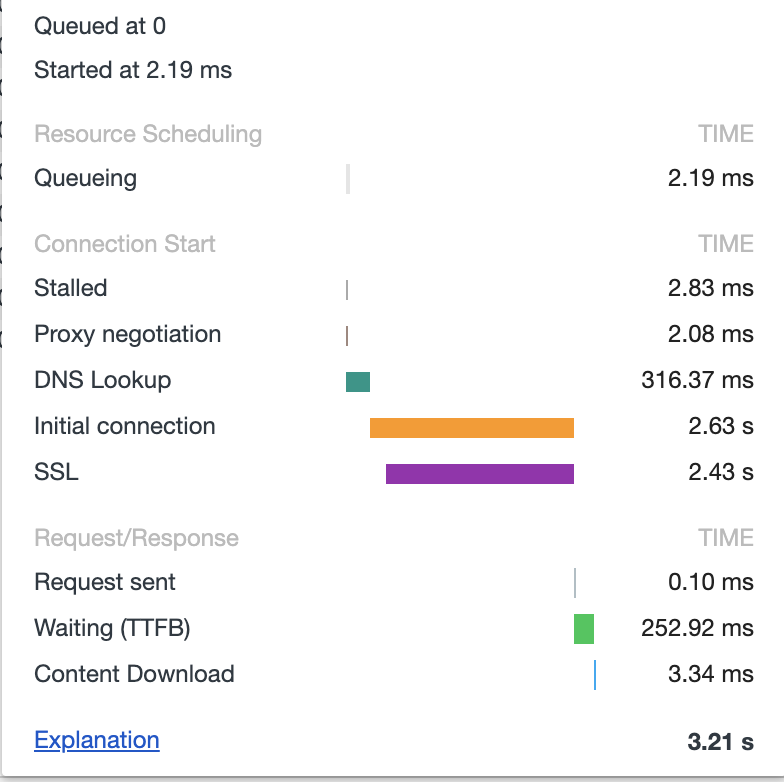 Queued at 0
Started at 2.19 ms
Resource Scheduling TIME
Queueing 2.19 ms
Connection Start TIME
Stalled 2.83 ms
Proxy negotiation 2.08 ms
DNS Lookup 316.37 ms
Initial connection 2.63 s
SSL 2.43 s
Request/Response TIME
Request sent 0.10 ms
Waiting (TTFB) 252.92 ms
Content Download 3.34 ms
Explanation 3.21 s